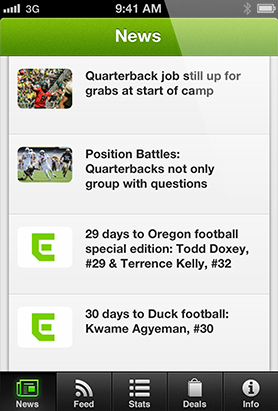 3G 9:41 AM
News
Quarterback job still up for
grabs at start of camp
Position Battles:
Quarterbacks not only
group with questions
29 days to Oregon football
special edition: Todd Doxey,
#29 & Terrence Kelly, #32
30 days to Duck football:
Kwame Agyeman, #30
News Feed Stats Deals Info